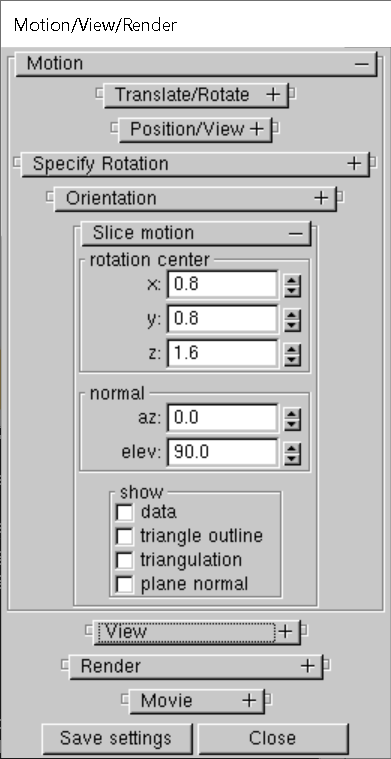 Motion/View/Render
Motion −
Translate/Rotate +
Position/View +
Specify Rotation +
Orientation +
Slice motion −
rotation center
x: 0.8
y: 0.8
z: 1.6
normal
az: 0.0
elev: 90.0
show
data
triangle outline
triangulation
plane normal
View +
Render +
Movie +
Save settings Close